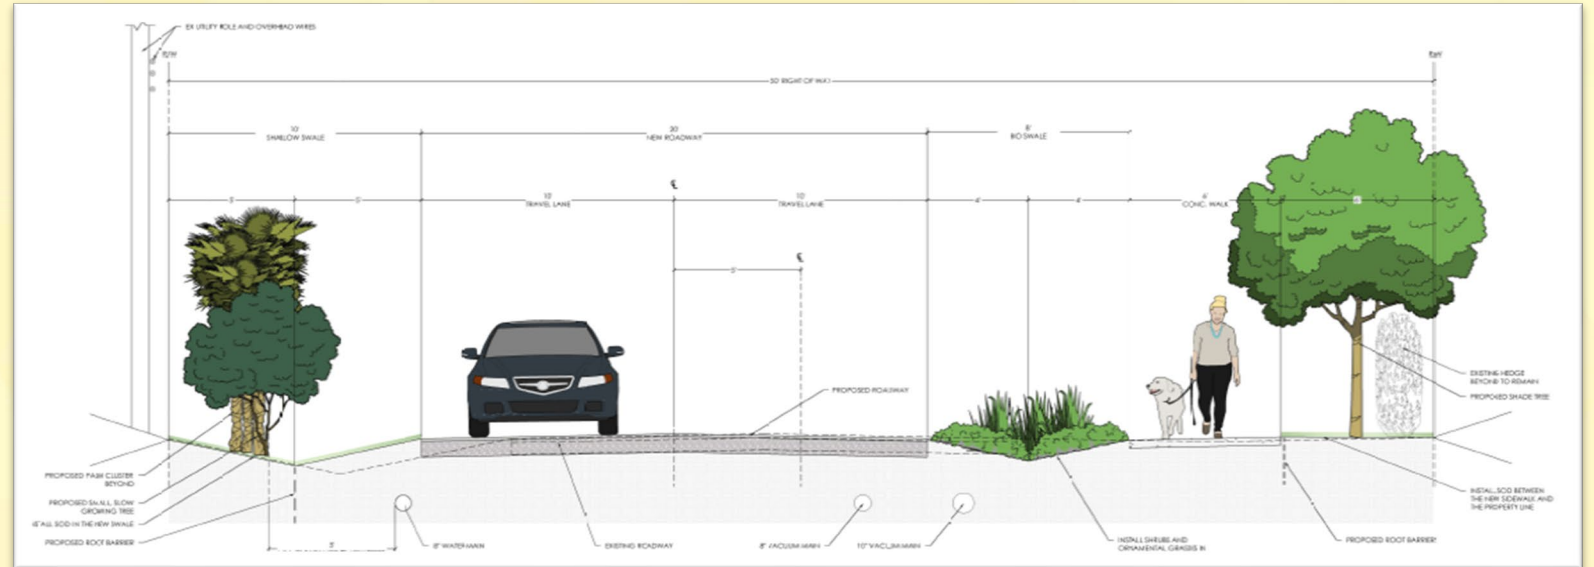 EX UTILITY POLE AND OVERHEAD WIRES
R/W
R/W
50' RIGHT OF WAY
10'
SHALLOW SWALE
20'
NEW ROADWAY
8'
BIO SWALE
5'
5'
10'
TRAVEL LANE
10'
TRAVEL LANE
4'
4'
6'
CONC. WALK
6'
5'
PROPOSED ROADWAY
EXISTING HEDGE
BEYOND TO REMAIN
PROPOSED SHADE TREE
PROPOSED PALM CLUSTER
BEYOND
PROPOSED SMALL SLOW
GROWING TREE
SOD IN THE NEW SWALE
PROPOSED ROOT BARRIER
5'
8" WATER MAIN
EXISTING ROADWAY
8" VACUUM MAIN
10" VACUUM MAIN
INSTALL SHRUBS AND
ORNAMENTAL GRASSES IN
PROPOSED ROOT BARRIER
INSTALL SOD BETWEEN
THE NEW SIDEWALK AND
THE PROPERTY LINE